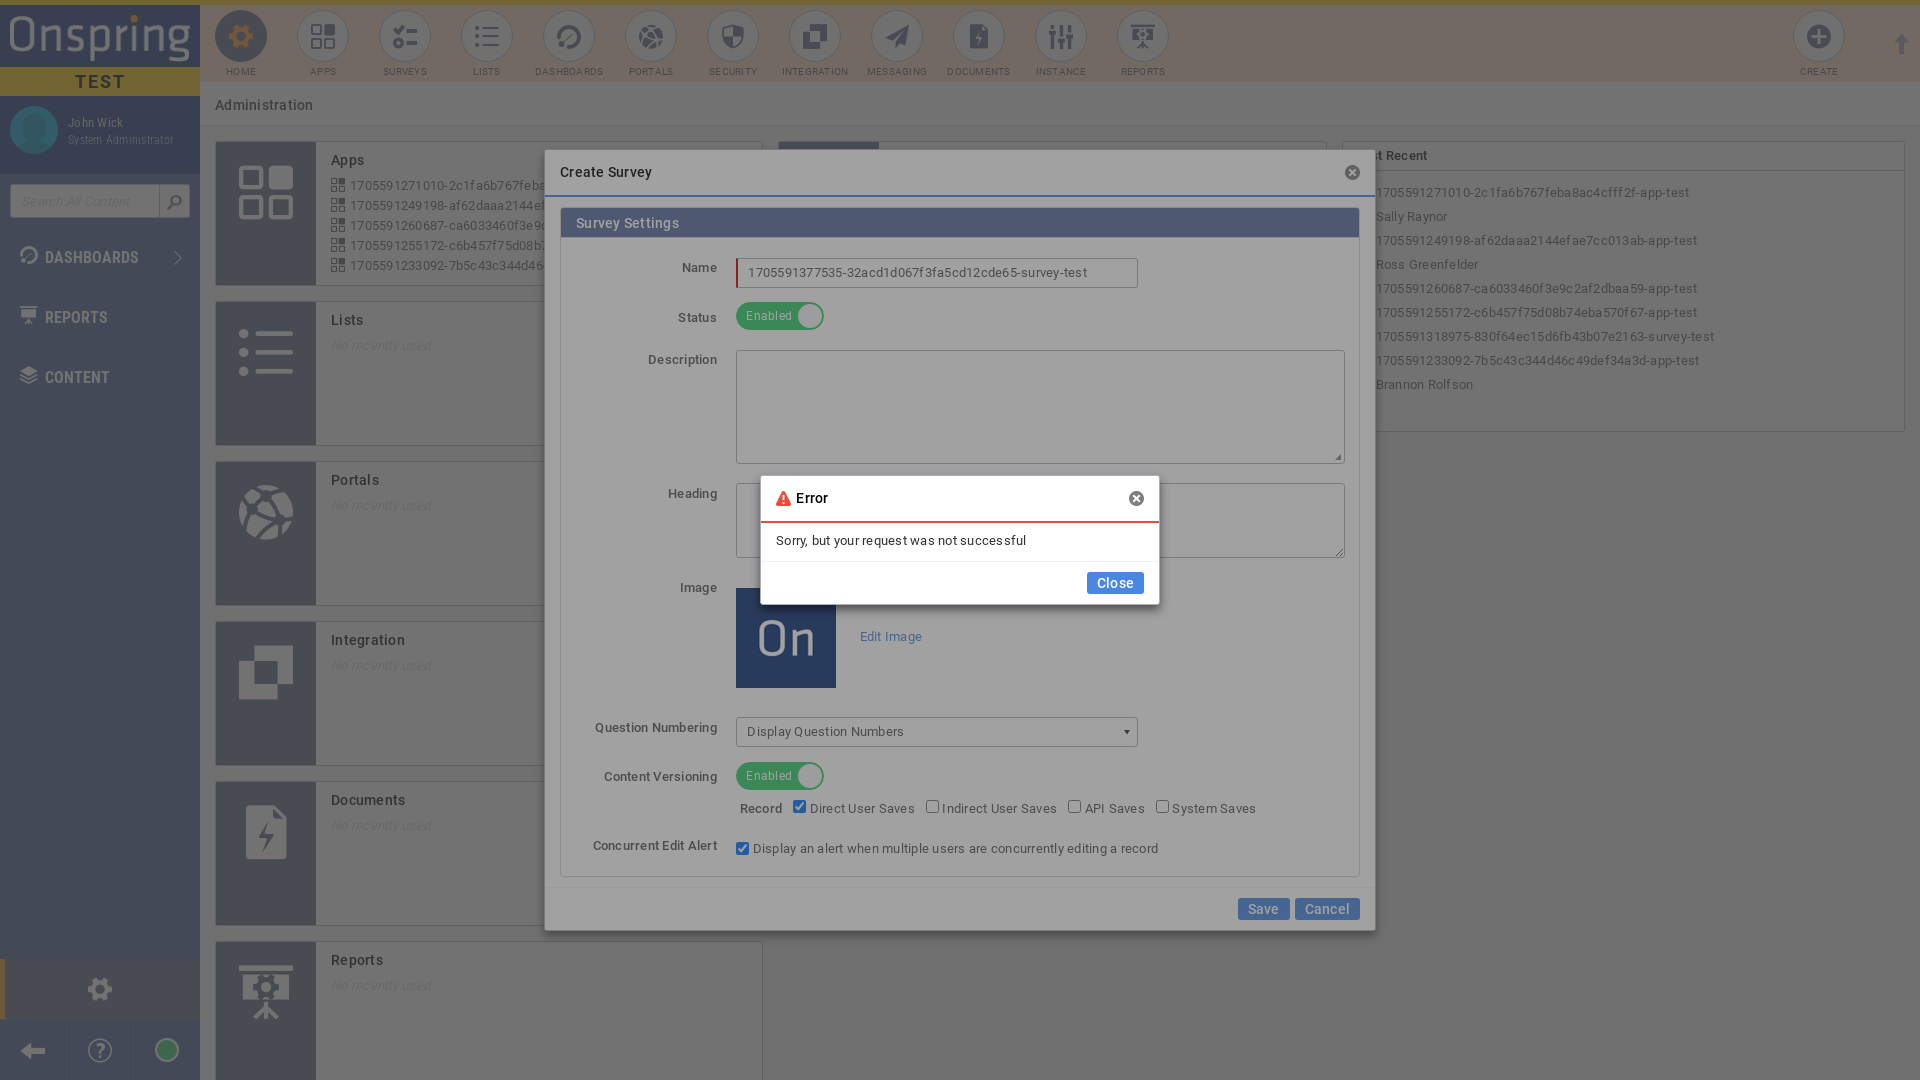 Onspring
TEST
John Wick
System Administrator
Search All Content
DASHBOARDS
REPORTS
CONTENT
HOME
APPS
SURVEYS
LISTS
DASHBOARDS
PORTALS
SECURITY
INTEGRATION
MESSAGING
DOCUMENTS
INSTANCE
REPORTS
CREATE
Administration
Apps
1705591271010-2c1fa6b767feba
1705591249198-af62daaa2144ef
1705591260687-ca6033460f3e9c
1705591255172-c6b457f75d08b7
1705591233092-7b5c43c344d46
Lists
No recently used
Portals
No recently used
Integration
No recently used
Documents
No recently used
Reports
No recently used
Create Survey
Survey Settings
Name
1705591377535-32acd1d067f3fa5cd12cde65-survey-test
Status
Enabled
Description
Heading
Error
Sorry, but your request was not successful
Close
Image
On
Edit Image
Question Numbering
Display Question Numbers
Content Versioning
Enabled
Record
Direct User Saves
Indirect User Saves
API Saves
System Saves
Concurrent Edit Alert
Display an alert when multiple users are concurrently editing a record
Save
Cancel
st Recent
1705591271010-2c1fa6b767feba8ac4cfff2f-app-test
Sally Raynor
1705591249198-af62daaa2144efae7cc013ab-app-test
Ross Greenfelder
1705591260687-ca6033460f3e9c2af2dbaa59-app-test
1705591255172-c6b457f75d08b74eba570f67-app-test
1705591318975-830f64ec15d6fb43b07e2163-survey-test
1705591233092-7b5c43c344d46c49def34a3d-app-test
Brannon Rolfson